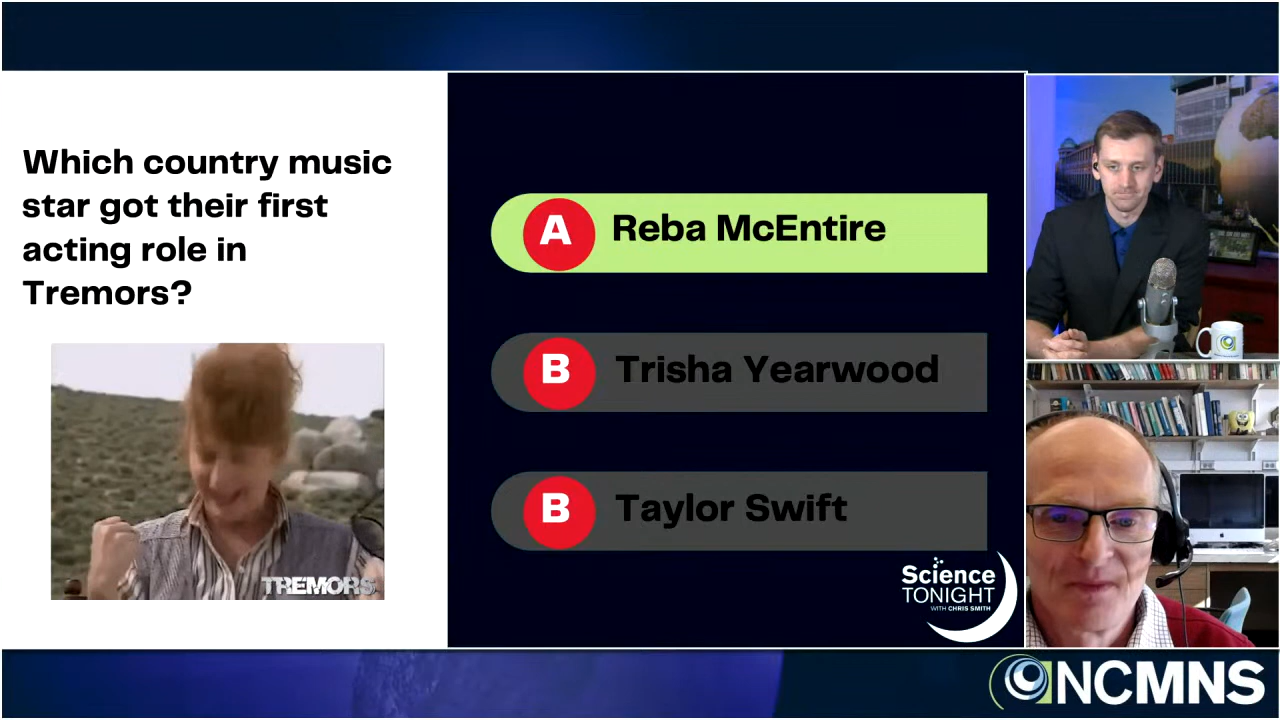 Which country music
star got their first
acting role in
Tremors?
TREMORS
A Reba McEntire
B Trisha Yearwood
B Taylor Swift
Science
TONIGHT
WITH CHRIS SMITH
NCMNS